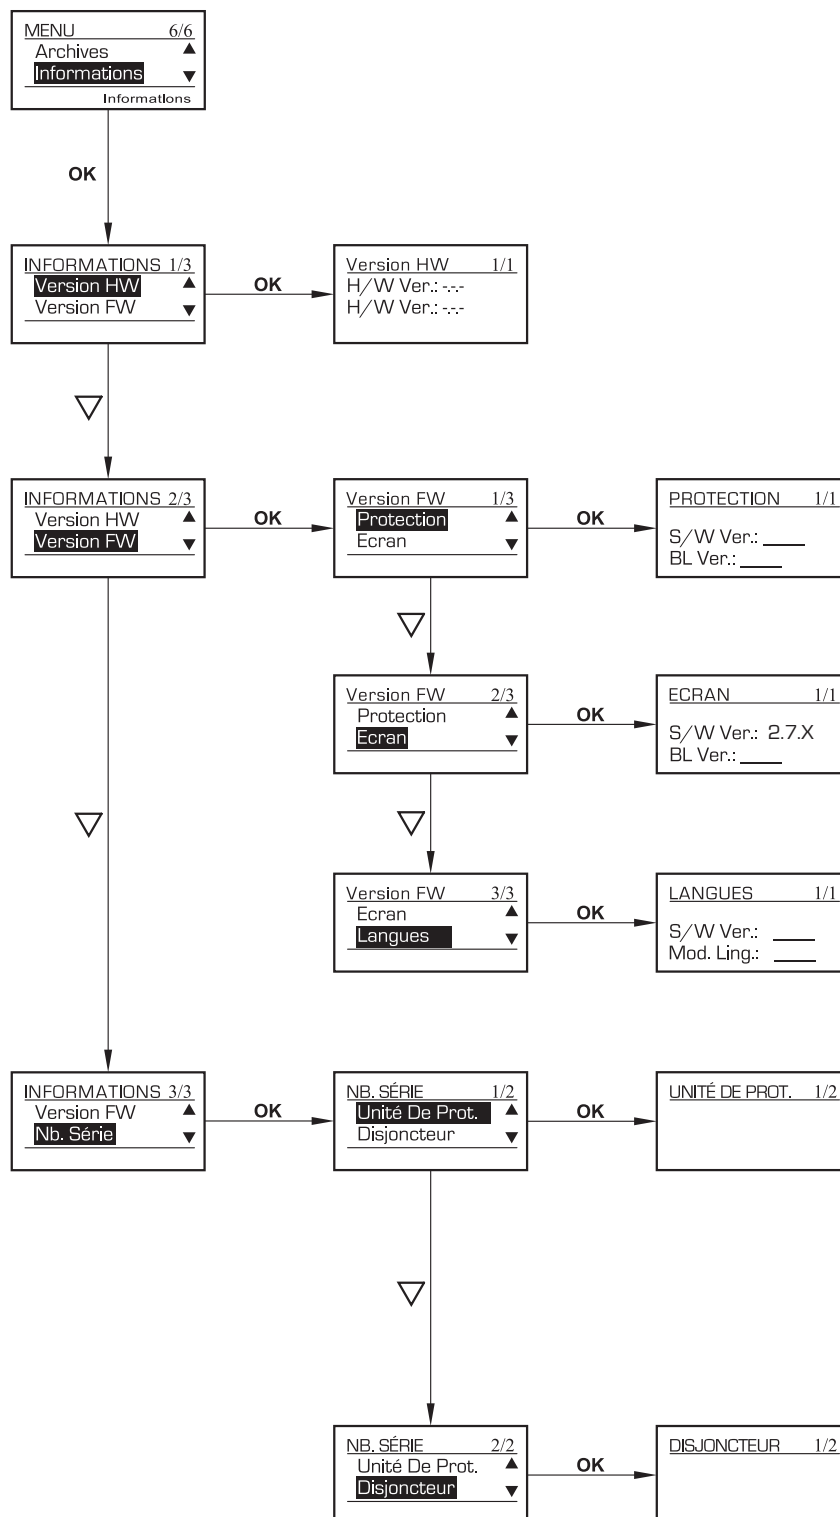 MENU 6/6
Archives
Informations
Informations
OK
INFORMATIONS 1/3
Version HW
Version FW
OK
Version HW 1/1
H/W Ver.: -.-.-
H/W Ver.: -.-.-
INFORMATIONS 2/3
Version HW
Version FW
OK
Version FW 1/3
Protection
Ecran
OK
PROTECTION 1/1
S/W Ver.: ____
BL Ver.: ____
Version FW 2/3
Protection
Ecran
OK
ECRAN 1/1
S/W Ver.: 2.7.X
BL Ver.: ____
Version FW 3/3
Ecran
Langues
OK
LANGUES 1/1
S/W Ver.: ____
Mod. Ling.: ____
INFORMATIONS 3/3
Version FW
Nb. Série
OK
NB. SÉRIE 1/2
Unité De Prot.
Disjoncteur
OK
UNITÉ DE PROT. 1/2
NB. SÉRIE 2/2
Unité De Prot.
Disjoncteur
OK
DISJONCTEUR 1/2